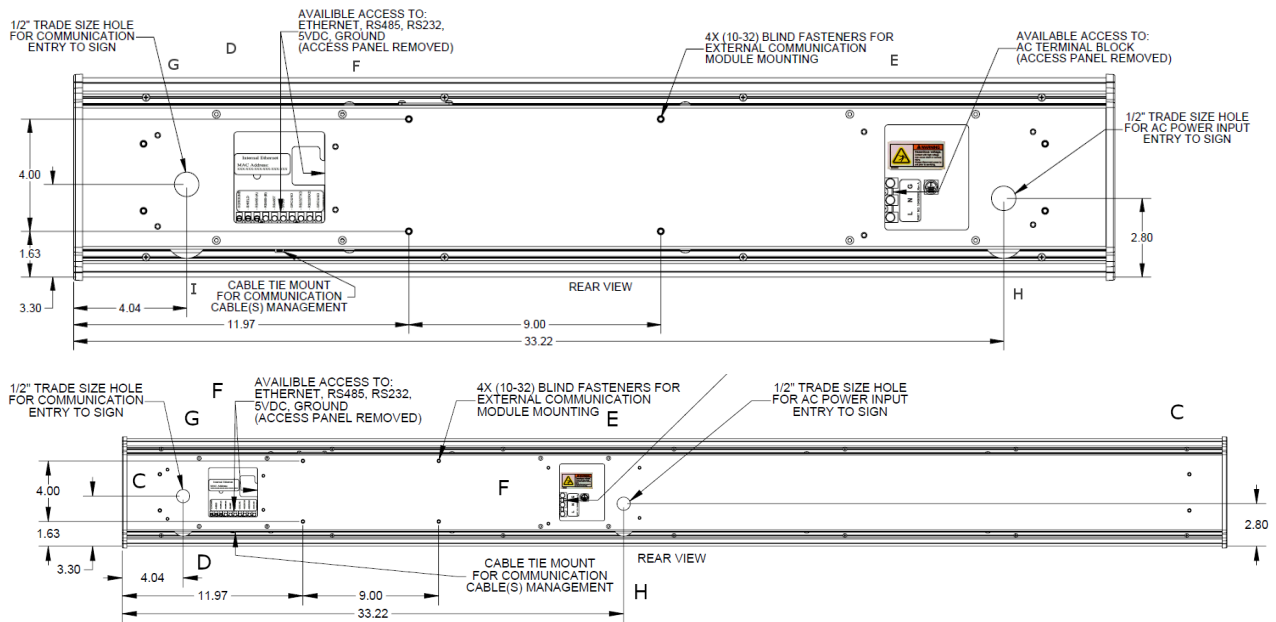 1/2" TRADE SIZE HOLE
FOR COMMUNICATION
ENTRY TO SIGN
G
D
AVAILIBLE ACCESS TO:
ETHERNET, RS485, RS232,
5VDC, GROUND
(ACCESS PANEL REMOVED)
F
4X (10-32) BLIND FASTENERS FOR
EXTERNAL COMMUNICATION
MODULE MOUNTING
E
AVAILABLE ACCESS TO:
AC TERMINAL BLOCK
(ACCESS PANEL REMOVED)
1/2" TRADE SIZE HOLE
FOR AC POWER INPUT
ENTRY TO SIGN
Internal Ethernet
MAC Address:
L N G
4.00
1.63
3.30
2.80
I
CABLE TIE MOUNT
FOR COMMUNICATION
CABLE(S) MANAGEMENT
REAR VIEW
H
4.04
11.97
9.00
33.22
1/2" TRADE SIZE HOLE
FOR COMMUNICATION
ENTRY TO SIGN
F
G
AVAILIBLE ACCESS TO:
ETHERNET, RS485, RS232,
5VDC, GROUND
(ACCESS PANEL REMOVED)
4X (10-32) BLIND FASTENERS FOR
EXTERNAL COMMUNICATION
MODULE MOUNTING
E
1/2" TRADE SIZE HOLE
FOR AC POWER INPUT
ENTRY TO SIGN
C
C
F
4.00
1.63
3.30
2.80
D
CABLE TIE MOUNT
FOR COMMUNICATION
CABLE(S) MANAGEMENT
REAR VIEW
H
4.04
11.97
9.00
33.22